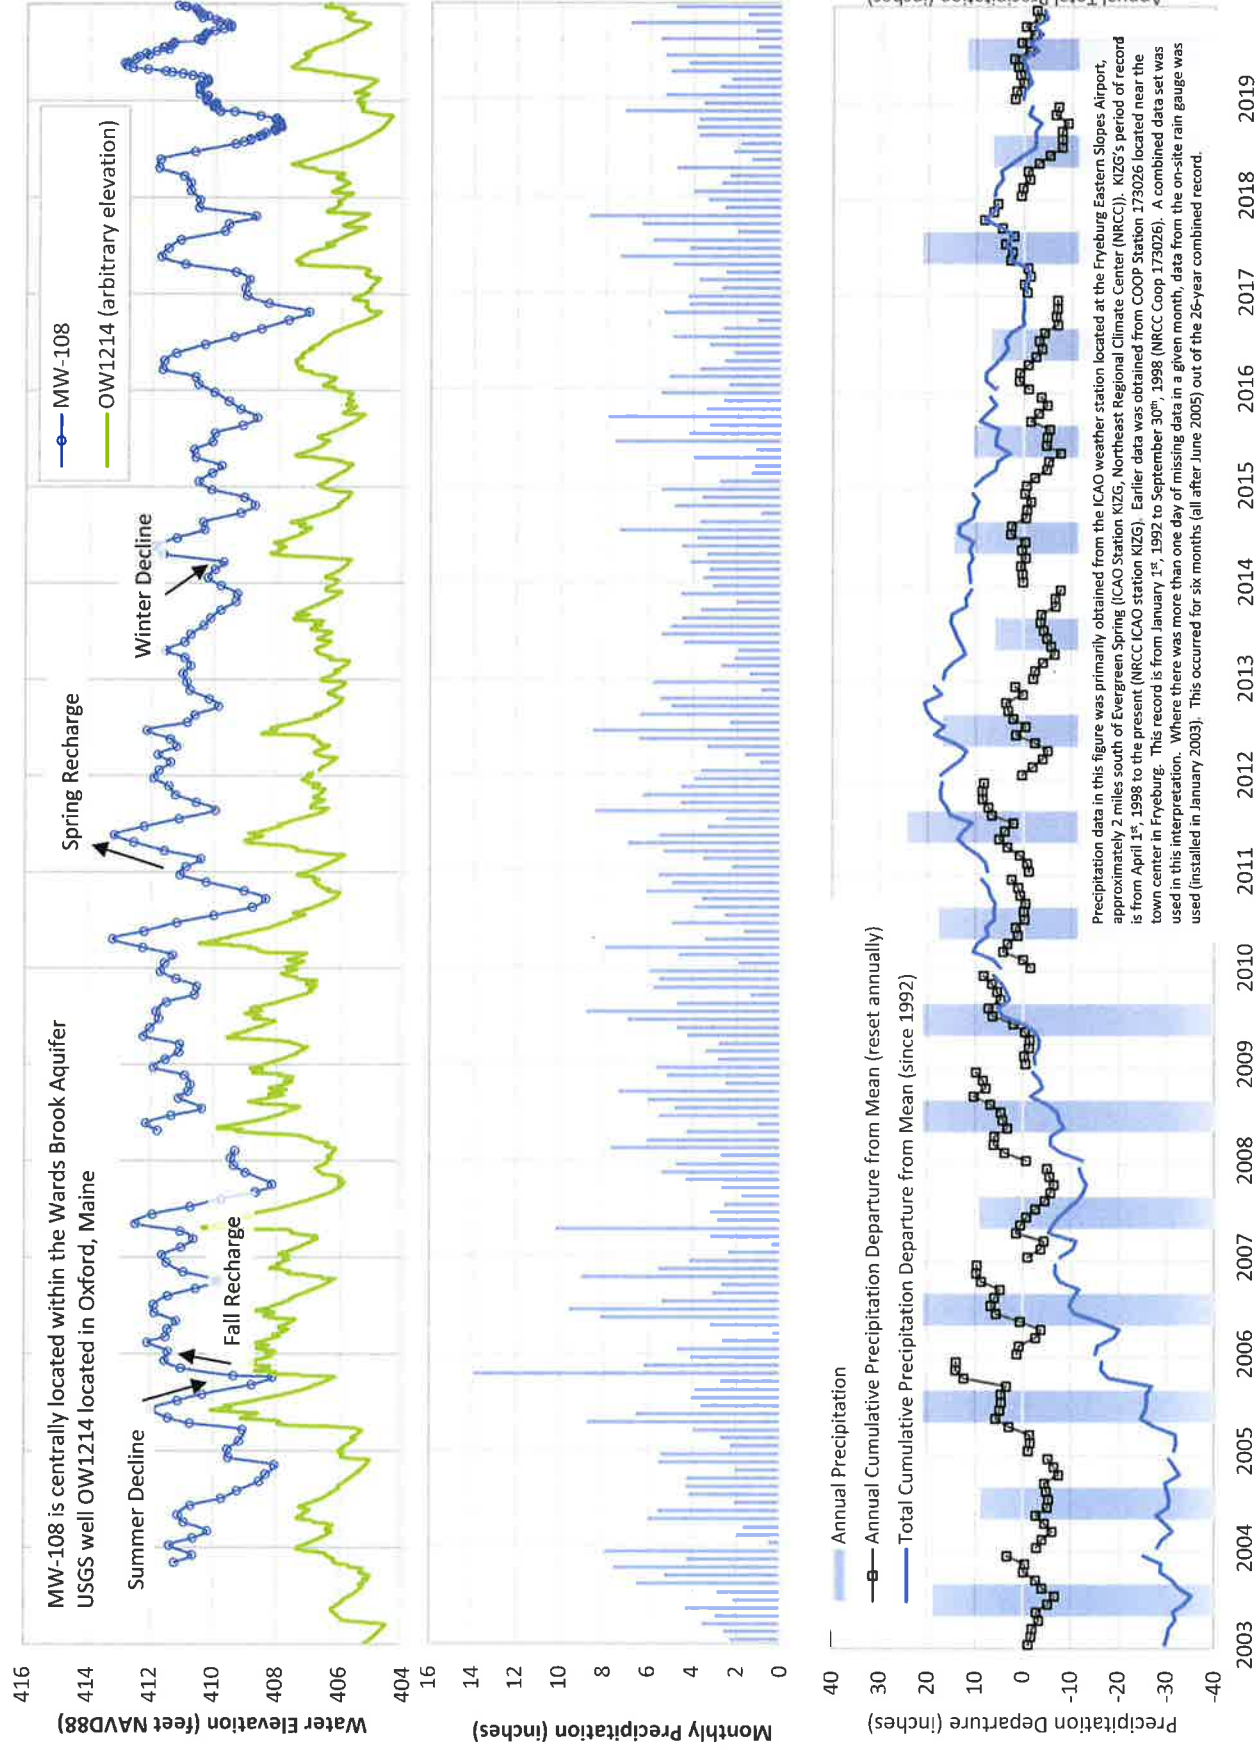 416
414
412
410
408
406
404
Water Elevation (feet NAVD88)
MW-108 is centrally located within the Wards Brook Aquifer
USGS well OW1214 located in Oxford, Maine
Summer Decline
Fall Recharge
Spring Recharge
Winter Decline
MW-108
OW1214 (arbitrary elevation)
16
14
12
10
8
6
4
2
0
Monthly Precipitation (inches)
40
30
20
10
0
-10
-20
-30
-40
Precipitation Departure (inches)
Annual Precipitation
Annual Cumulative Precipitation Departure from Mean (reset annually)
Total Cumulative Precipitation Departure from Mean (since 1992)
Precipitation data in this figure was primarily obtained from the ICAO weather station located at the Fryeburg Eastern Slopes Airport,
approximately 2 miles south of Evergreen Spring (ICAO Station KIZG, Northeast Regional Climate Center (NRCC)). KIZG's period of record
is from April 1st, 1998 to the present (NRCC ICAO station KIZG). Earlier data was obtained from COOP Station 173026 located near the
town center in Fryeburg. This record is from January 1st, 1992 to September 30th, 1998 (NRCC Coop 173026). A combined data set was
used in this interpretation. Where there was more than one day of missing data in a given month, data from the on-site rain gauge was
used (installed in January 2003). This occurred for six months (all after June 2005) out of the 26-year combined record.
Annual Total Precipitation (inches)
2003
2004
2005
2006
2007
2008
2009
2010
2011
2012
2013
2014
2015
2016
2017
2018
2019